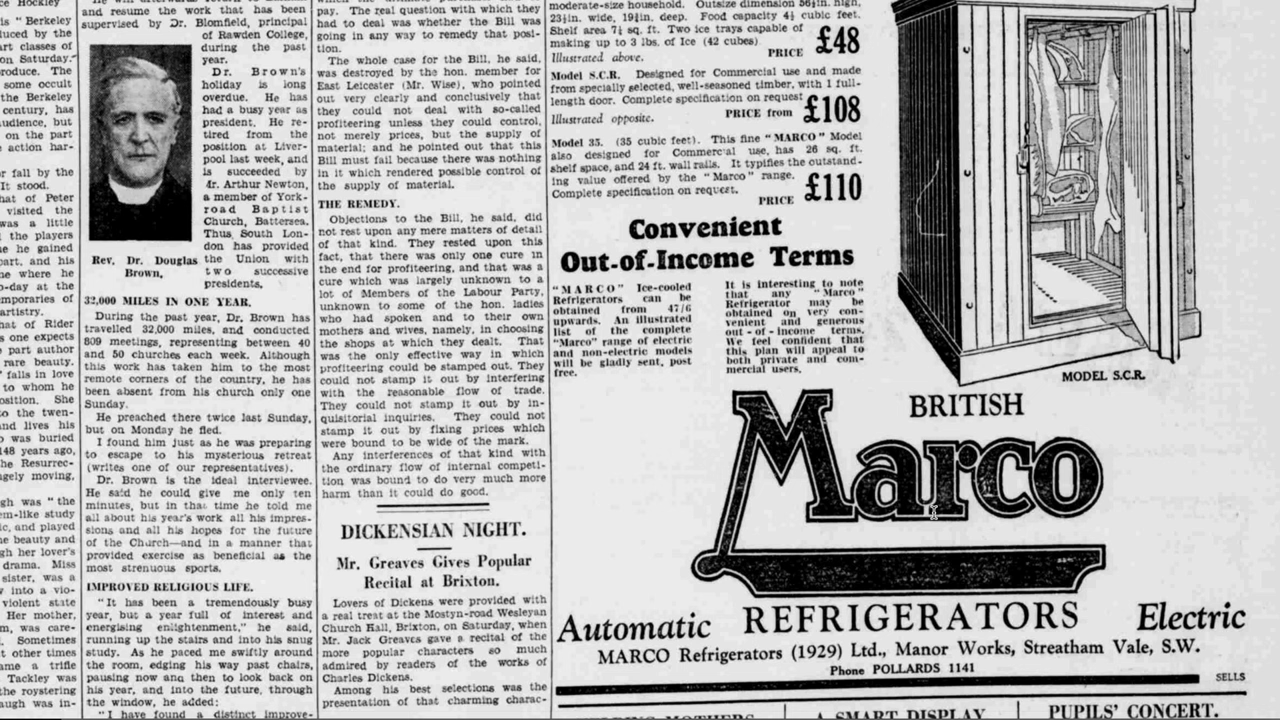 ce Hockley
is " Berkeley
duced by the
art classes of
on Saturday.
produce. The
some occult
the Berkeley
century, has
audience, but
on the part
action har-
or fall by the
It stood.
hat of Peter
visited the
was a little
the players
he gained
part, and his
ne where he
o-day at the
emporaries of
artistry.
hat of Rider
s one expects
part author
rare beauty.
falls in love
to whom he
position. She
to the twen-
and lives his
was buried
148 years ago,
he Resurrec-
ngely moving,
gh was " the
em-like study
ic, and played
e beauty and
gh her lover's
drama. Miss
sister, was a
into a vio-
violent state
Her mother,
m, was care-
Sometimes
t other times
ame a trifle
Tackley was
the roystering
augh was in-
and resume the work that has been
supervised by Dr. Blomfield, principal
of Rawden College,
during the past
year.
Dr. Brown's
holiday is long
overdue. He has
had a busy year as
president. He re-
tired from the
position at Liver-
pool last week, and
is succeeded by
Mr. Arthur Newton,
a member of York-
road Baptist
Church, Battersea.
Thus South Lon-
don has provided
the Union with
two successive
presidents.
Rev. Dr. Douglas
Brown,
32,000 MILES IN ONE YEAR.
During the past year, Dr. Brown has
travelled 32,000 miles, and conducted
809 meetings, representing between 40
and 50 churches each week. Although
this work has taken him to the most
remote corners of the country, he has
been absent from his church only one
Sunday.
He preached there twice last Sunday,
but on Monday he fled.
I found him just as he was preparing
to escape to his mysterious retreat
(writes one of our representatives).
Dr. Brown is the ideal interviewee.
He said he could give me only ten
minutes, but in that time he told me
all about his year's work all his impres-
sions and all his hopes for the future
of the Church—and in a manner that
provided exercise as beneficial as the
most strenuous sports.
IMPROVED RELIGIOUS LIFE.
"It has been a tremendously busy
year, but a year full of interest and
energising enlightenment," he said,
running up the stairs and into his snug
study. As he paced me swiftly around
the room, edging his way past chairs,
pausing now and then to look back on
his year, and into the future, through
the window, he added:
"I have found a distinct improve-
pay. The real question with which they
had to deal was whether the Bill was
going in any way to remedy that posi-
tion.
The whole case for the Bill, he said,
was destroyed by the hon. member for
East Leicester (Mr. Wise), who pointed
out very clearly and conclusively that
they could not deal with so-called
profiteering unless they could control,
not merely prices, but the supply of
material; and he pointed out that this
Bill must fail because there was nothing
in it which rendered possible control of
the supply of material.
THE REMEDY.
Objections to the Bill, he said, did
not rest upon any mere matters of detail
of that kind. They rested upon this
fact, that there was only one cure in
the end for profiteering, and that was a
cure which was largely unknown to a
lot of Members of the Labour Party,
unknown to some of the hon. ladies
who had spoken and to their own
mothers and wives, namely, in choosing
the shops at which they dealt. That
was the only effective way in which
profiteering could be stamped out. They
could not stamp it out by interfering
with the reasonable flow of trade.
They could not stamp it out by in-
quisitorial inquiries. They could not
stamp it out by fixing prices which
were bound to be wide of the mark.
Any interferences of that kind with
the ordinary flow of internal competi-
tion was bound to do very much more
harm than it could do good.
DICKENSIAN NIGHT.
Mr. Greaves Gives Popular
Recital at Brixton.
Lovers of Dickens were provided with
a real treat at the Mostyn-road Wesleyan
Church Hall, Brixton, on Saturday, when
Mr. Jack Greaves gave a recital of the
more popular characters so much
admired by readers of the works of
Charles Dickens.
Among his best selections was the
presentation of that charming charac-
moderate-size household. Outsize dimension 56½in. high,
23½in. wide, 19¾in. deep. Food capacity 4½ cubic feet.
Shelf area 7½ sq. ft. Two ice trays capable of
making up to 3 lbs. of Ice (42 cubes)
Illustrated above. PRICE £48
Model S.C.R. Designed for Commercial use and made
from specially selected, well-seasoned timber, with 1 full-
length door. Complete specification on request
Illustrated opposite. PRICE from £108
Model 35. (35 cubic feet). This fine "MARCO" Model
also designed for Commercial use, has 26 sq. ft.
shelf space, and 24 ft. wall rails. It typifies the outstand-
ing value offered by the "Marco" range.
Complete specification on request.
PRICE £110
Convenient
Out-of-Income Terms
"MARCO" Ice-cooled
Refrigerators can be
obtained from 47/6
upwards. An illustrated
list of the complete
"Marco" range of electric
and non-electric models
will be gladly sent, post
free.
It is interesting to note
that any "Marco"
Refrigerator may be
obtained on very con-
venient and generous
out-of-income terms.
We feel confident that
this plan will appeal to
both private and com-
mercial users.
MODEL S.C.R.
BRITISH
Marco
Automatic REFRIGERATORS Electric
MARCO Refrigerators (1929) Ltd., Manor Works, Streatham Vale, S.W.
Phone POLLARDS 1141
SELLS
MOTHERS
A SMART DISPLAY
PUPILS' CONCERT.